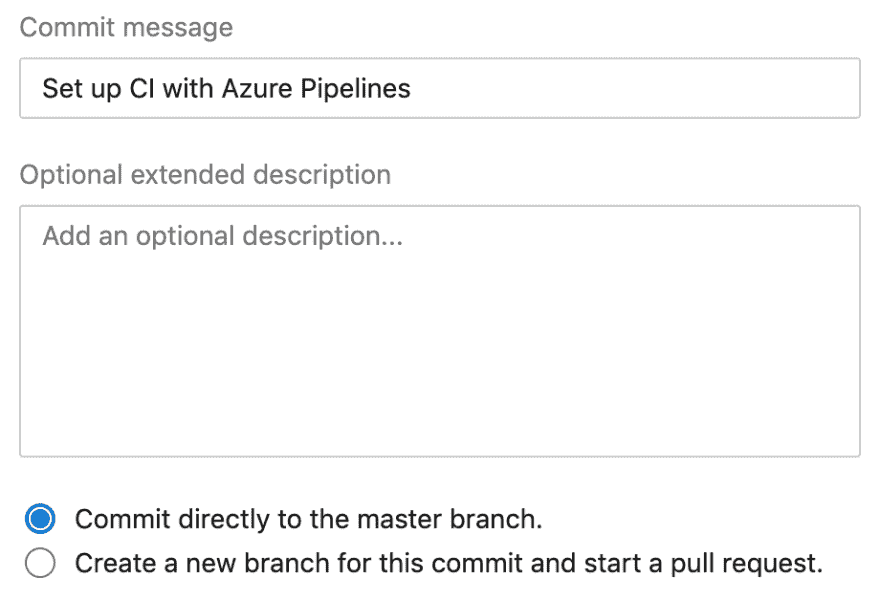 Commit message
Set up CI with Azure Pipelines
Optional extended description
Add an optional description...
Commit directly to the master branch.
Create a new branch for this commit and start a pull request.